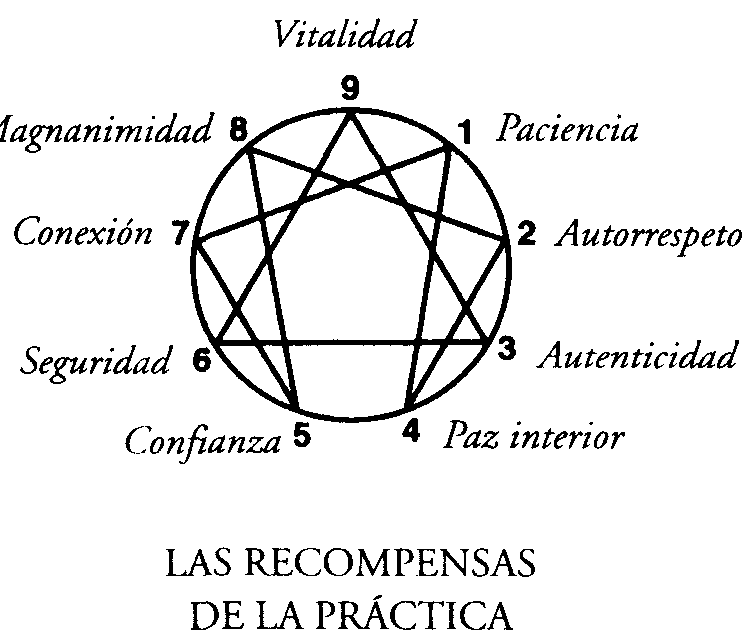 Vitalidad
9
Magnanimidad 8
1 Paciencia
Conexión 7
2 Autorrespeto
Seguridad 6
3 Autenticidad
Confianza 5
4 Paz interior
LAS RECOMPENSAS
DE LA PRÁCTICA